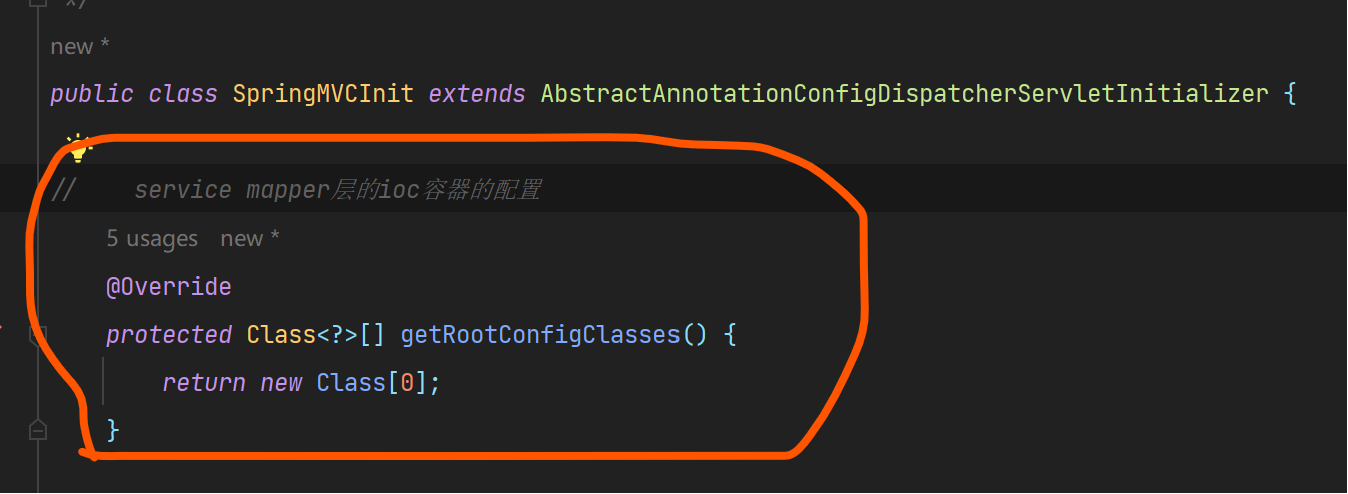 */
new *
public class SpringMVCInit extends AbstractAnnotationConfigDispatcherServletInitializer {
//    service mapper层的ioc容器的配置
5 usages   new *
@Override
protected Class<?>[] getRootConfigClasses() {
return new Class[0];
}